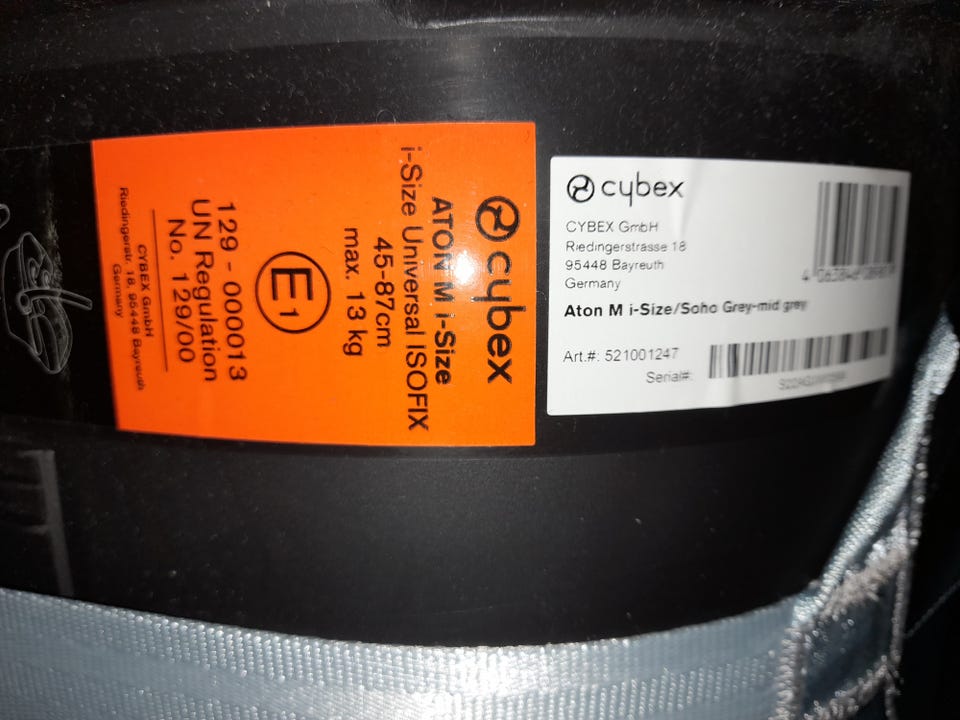 cybex
ATON M i-Size
i-Size Universal ISOFIX
45-87cm
max. 13 kg
E1
129 - 000013
UN Regulation
No. 129/00
CYBEX GmbH
Riedingerstr. 18, 95448 Bayreuth
Germany
cybex
CYBEX GmbH
Riedingerstrasse 18
95448 Bayreuth
Germany
Aton M i-Size/Soho Grey-mid grey
Art.#: 521001247
Serial#: